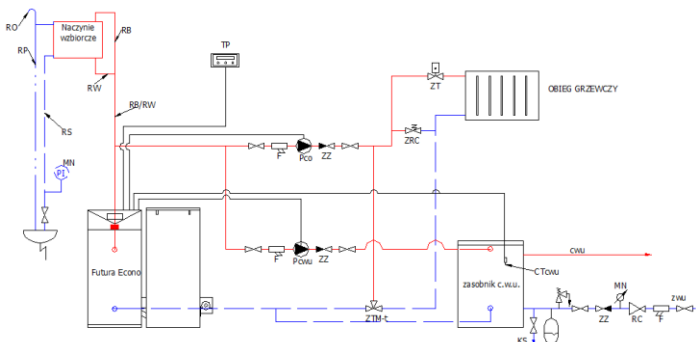 RO
Naczynie
wzbiorcze
RB
RP
TP
RW
ZT
OBIEG GRZEWCZY
RB/RW
RS
ZRC
F
Pco
ZZ
MN
PI
cwu
F
Pcwu
ZZ
CTcwu
Futura Econo
zasobnik c.w.u.
MN
zwu
ZTM-t
ZZ
RC
F
KS